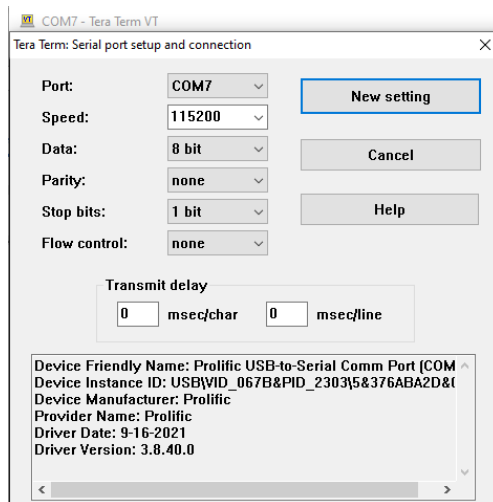 COM7 - Tera Term VT
Tera Term: Serial port setup and connection
Port: COM7
New setting
Speed: 115200
Data: 8 bit
Cancel
Parity: none
Stop bits: 1 bit
Help
Flow control: none
Transmit delay
0 msec/char 0 msec/line
Device Friendly Name: Prolific USB-to-Serial Comm Port (COM
Device Instance ID: USB\VID_067B&PID_2303\5&376ABA2D&
Device Manufacturer: Prolific
Provider Name: Prolific
Driver Date: 9-16-2021
Driver Version: 3.8.40.0